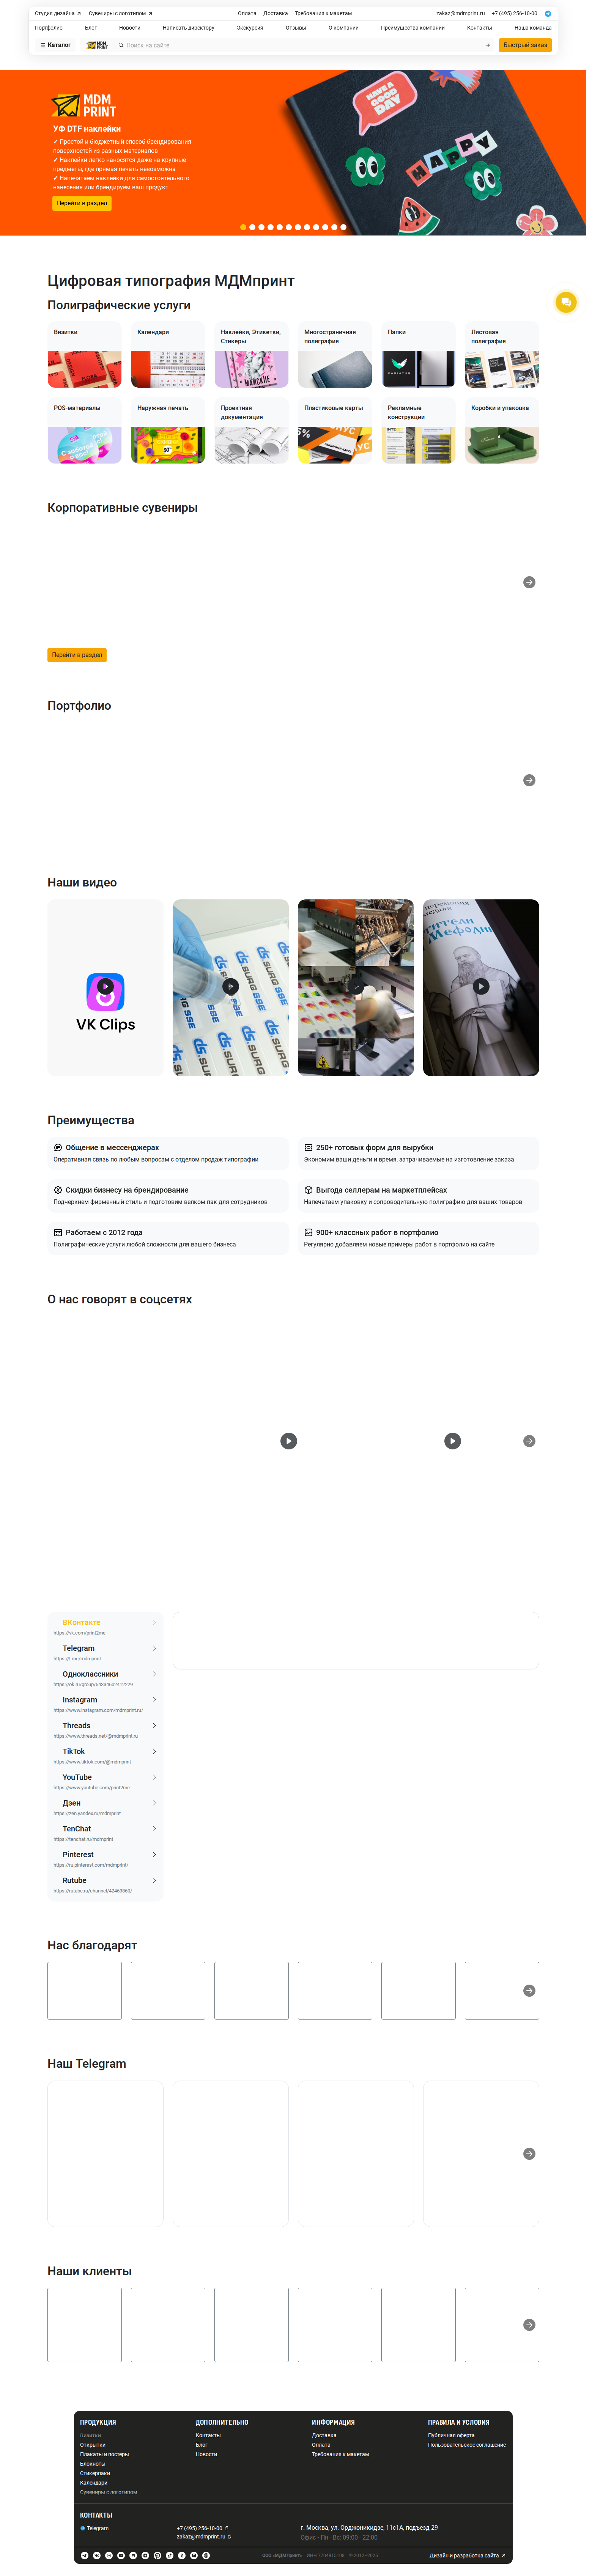 Студия дизайна
Сувениры с логотипом
Оплата
Доставка
Требования к макетам
zakaz@mdmprint.ru
+7 (495) 256-10-00
Портфолио
Блог
Новости
Написать директору
Экскурсия
Отзывы
О компании
Преимущества компании
Контакты
Наша команда
Каталог
MDM PRINT
Поиск на сайте
Быстрый заказ
MDM
PRINT
УФ DTF наклейки
✓ Простой и бюджетный способ брендирования
поверхностей из разных материалов
✓ Наклейки легко наносятся даже на крупные
предметы, где прямая печать невозможна
✓ Напечатаем наклейки для самостоятельного
нанесения или брендируем ваш продукт
Перейти в раздел
HAVE A
GOOD
DAY
HAPPY
Цифровая типография МДМпринт
Полиграфические услуги
Визитки
Календари
Наклейки, Этикетки,
Стикеры
Многостраничная
полиграфия
Папки
Листовая
полиграфия
POS-материалы
Наружная печать
Проектная
документация
Пластиковые карты
Рекламные
конструкции
Коробки и упаковка
Корпоративные сувениры
Перейти в раздел
Портфолио
Наши видео
VK Clips
Преимущества
Общение в мессенджерах
Оперативная связь по любым вопросам с отделом продаж типографии
250+ готовых форм для вырубки
Экономим ваши деньги и время, затрачиваемые на изготовление заказа
Скидки бизнесу на брендирование
Подчеркнем фирменный стиль и подготовим велком пак для сотрудников
Выгода селлерам на маркетплейсах
Напечатаем упаковку и сопроводительную полиграфию для ваших товаров
Работаем с 2012 года
Полиграфические услуги любой сложности для вашего бизнеса
900+ классных работ в портфолио
Регулярно добавляем новые примеры работ в портфолио на сайте
О нас говорят в соцсетях
ВКонтакте
https://vk.com/print2me
Telegram
https://t.me/mdmprint
Одноклассники
https://ok.ru/group/54334602412229
Instagram
https://www.instagram.com/mdmprint.ru/
Threads
https://www.threads.net/@mdmprint.ru
TikTok
https://www.tiktok.com/@mdmprint
YouTube
https://www.youtube.com/print2me
Дзен
https://zen.yandex.ru/mdmprint
TenChat
https://tenchat.ru/mdmprint
Pinterest
https://ru.pinterest.com/mdmprint/
Rutube
https://rutube.ru/channel/42463860/
Нас благодарят
Наш Telegram
Наши клиенты
ПРОДУКЦИЯ
Визитки
Открытки
Плакаты и постеры
Блокноты
Стикерпаки
Календари
Сувениры с логотипом
ДОПОЛНИТЕЛЬНО
Контакты
Блог
Новости
ИНФОРМАЦИЯ
Доставка
Оплата
Требования к макетам
ПРАВИЛА И УСЛОВИЯ
Публичная оферта
Пользовательское соглашение
КОНТАКТЫ
Telegram
+7 (495) 256-10-00
zakaz@mdmprint.ru
г. Москва, ул. Орджоникидзе, 11с1А, подъезд 29
Офис - Пн - Вс: 09:00 - 22:00
ООО «МДМПринт»
© 2012–2025
Дизайн и разработка сайта